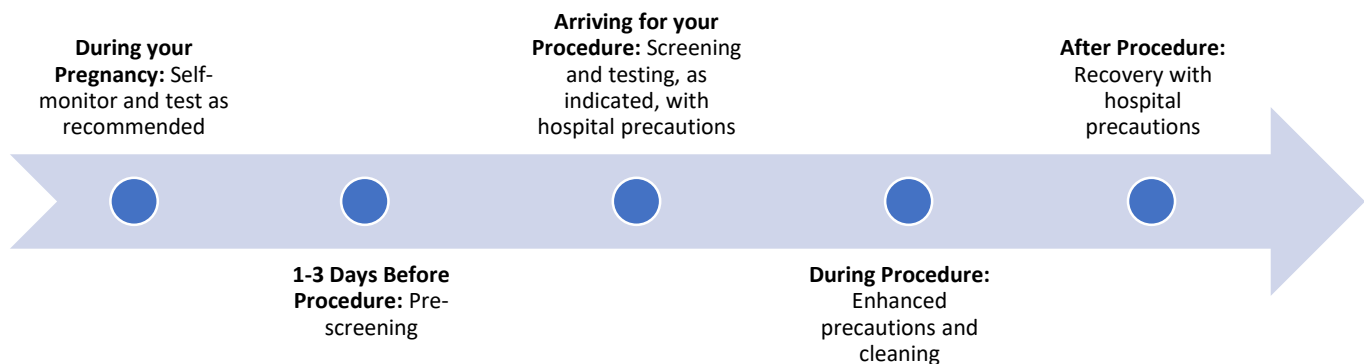 During your
Pregnancy: Self-
monitor and test as
recommended
1-3 Days Before
Procedure: Pre-
screening
Arriving for your
Procedure: Screening
and testing, as
indicated, with
hospital precautions
During Procedure:
Enhanced
precautions and
cleaning
After Procedure:
Recovery with
hospital
precautions